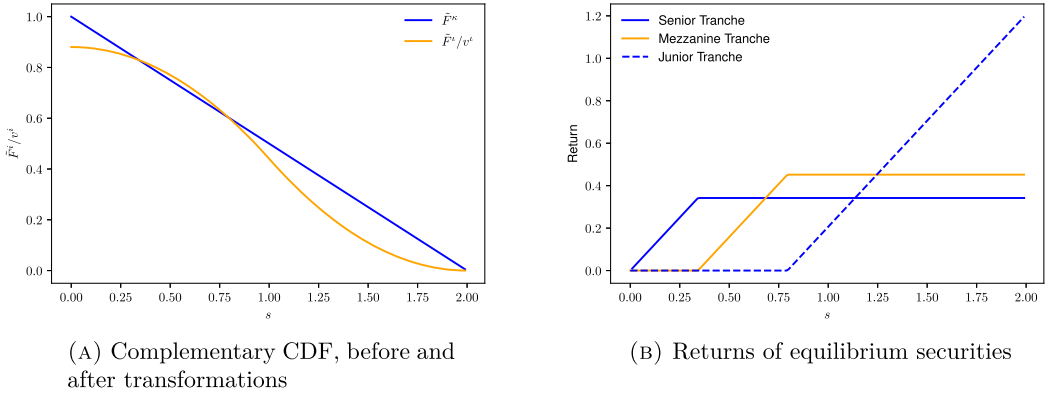 F̃^κ
F̃^ι/v^ι
F̃^i/v^i
1.0
0.8
0.6
0.4
0.2
0.0
0.00 0.25 0.50 0.75 1.00 1.25 1.50 1.75 2.00
s
Senior Tranche
Mezzanine Tranche
Junior Tranche
Return
1.2
1.0
0.8
0.6
0.4
0.2
0.0
0.00 0.25 0.50 0.75 1.00 1.25 1.50 1.75 2.00
s
(A) Complementary CDF, before and
after transformations
(B) Returns of equilibrium securities